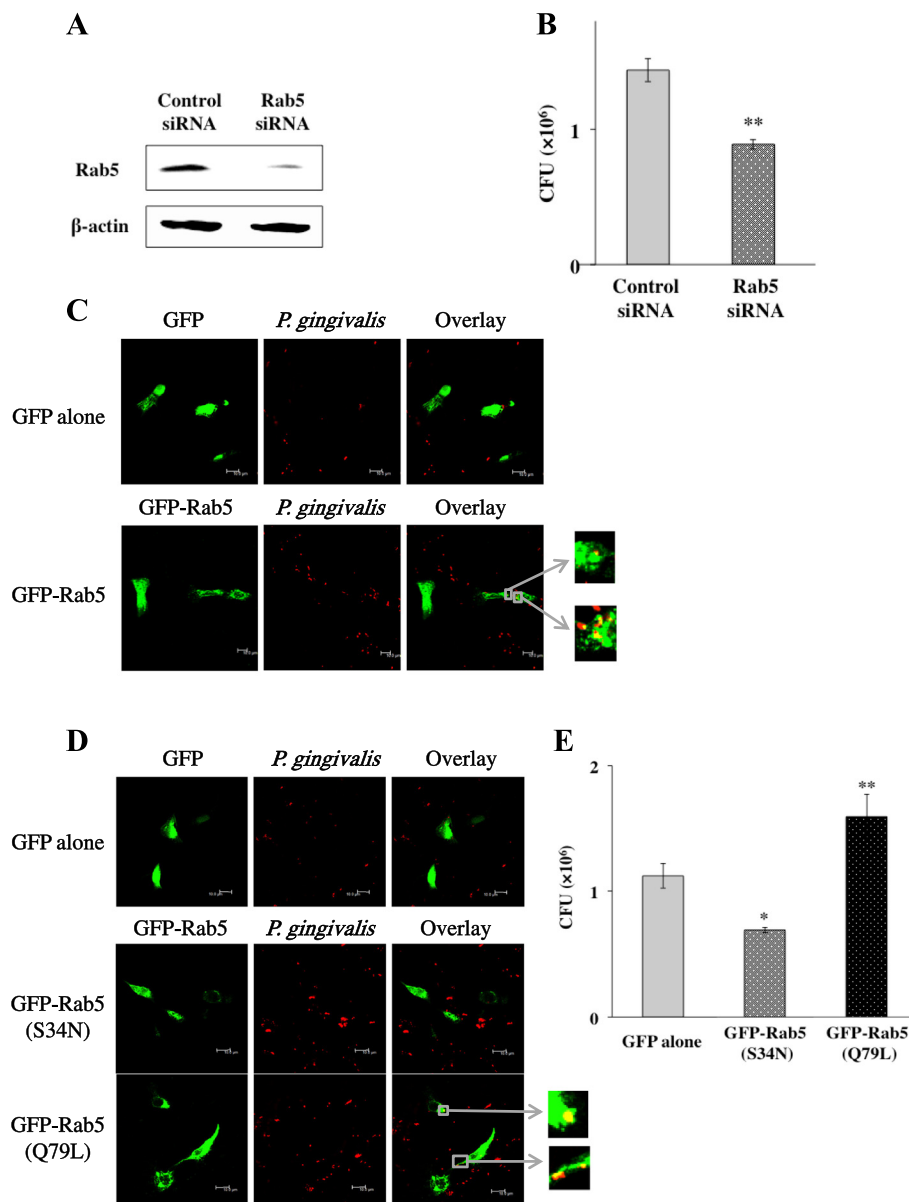 A
Control siRNA
Rab5 siRNA
Rab5
β-actin
B
CFU (×10⁶)
1
**
0
Control siRNA
Rab5 siRNA
C
GFP
P. gingivalis
Overlay
GFP alone
GFP-Rab5
P. gingivalis
Overlay
GFP-Rab5
D
GFP
P. gingivalis
Overlay
GFP alone
GFP-Rab5
P. gingivalis
Overlay
GFP-Rab5 (S34N)
GFP-Rab5 (Q79L)
E
CFU (×10⁶)
2
**
1
*
0
GFP alone
GFP-Rab5 (S34N)
GFP-Rab5 (Q79L)